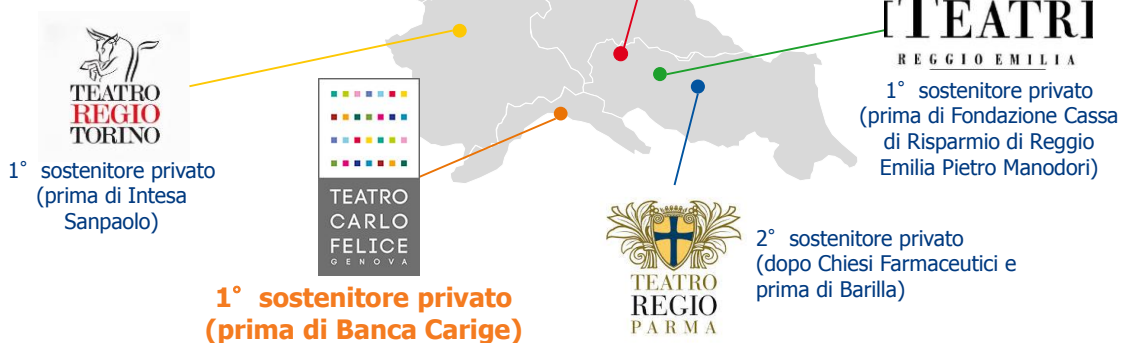 [TEATRI]
REGGIO EMILIA
1° sostenitore privato
(prima di Fondazione Cassa
di Risparmio di Reggio
Emilia Pietro Manodori)
TEATRO
REGIO
TORINO
1° sostenitore privato
(prima di Intesa
Sanpaolo)
TEATRO
CARLO
FELICE
GENOVA
1° sostenitore privato
(prima di Banca Carige)
TEATRO
REGIO
PARMA
2° sostenitore privato
(dopo Chiesi Farmaceutici e
prima di Barilla)